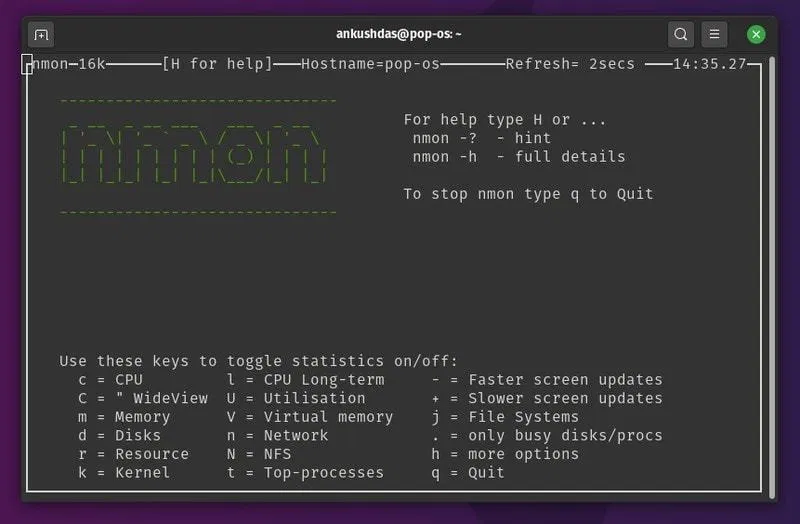 ankushdas@pop-os: ~
nmon-16k [H for help] Hostname=pop-os Refresh= 2secs 14:35.27
nmon
For help type H or ...
nmon -? - hint
nmon -h - full details
To stop nmon type q to Quit
Use these keys to toggle statistics on/off:
c = CPU l = CPU Long-term - = Faster screen updates
C = " WideView U = Utilisation + = Slower screen updates
m = Memory V = Virtual memory j = File Systems
d = Disks n = Network . = only busy disks/procs
r = Resource N = NFS h = more options
k = Kernel t = Top-processes q = Quit